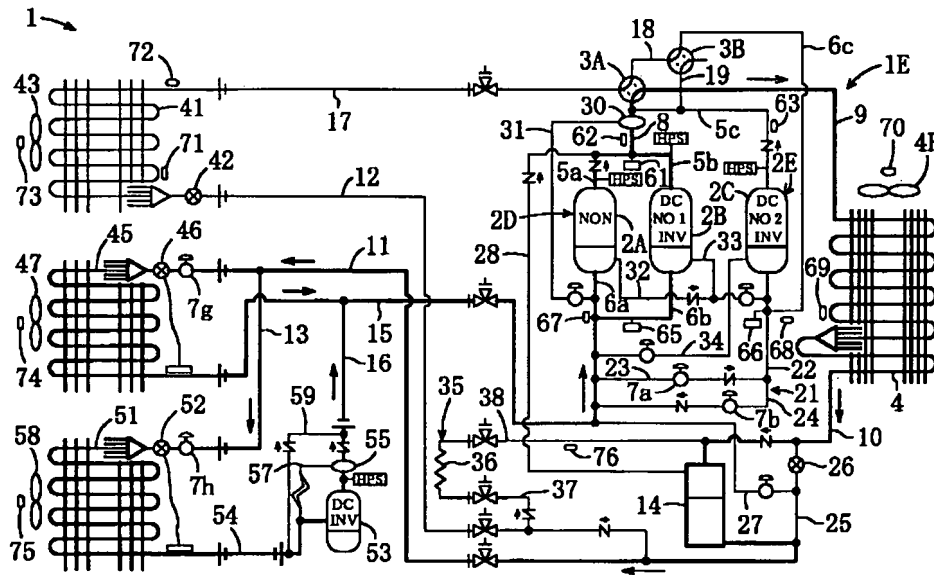 1
72
18
3B
6c
3A
19
1E
43
41
30
8
63
31
62
HPS
5c
9
70
4F
17
71
42
5a
HPS
61
5b
HPS
2E
73
12
2C
2D
NON
2A
DC
NO 1
INV
2B
DC
NO 2
INV
45
46
11
28
32
33
69
47
7g
6a
6b
15
67
65
66
68
13
74
16
34
23
7a
22
21
24
7b
4
59
35
38
10
51
52
58
57
55
HPS
36
76
26
7h
37
14
27
25
75
54
DC
INV
53